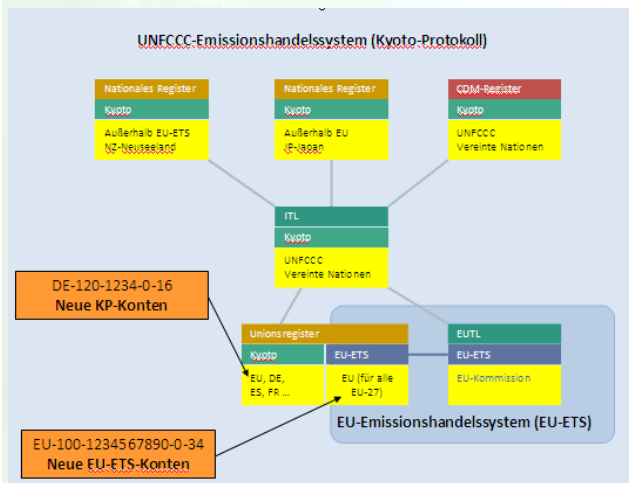 UNFCCC-Emissionshandelssystem (Kyoto-Protokoll)
Nationales Register
Kyoto
Außerhalb EU-ETS
NZ-Neuseeland
Nationales Register
Kyoto
Außerhalb EU
JP-Japan
CDM-Register
Kyoto
UNFCCC
Vereinte Nationen
ITL
Kyoto
UNFCCC
Vereinte Nationen
DE-120-1234-0-16
Neue KP-Konten
Unionsregister
Kyoto
EU, DE,
ES, FR ...
EU-ETS
EU (für alle
EU-27)
EUTL
EU-ETS
EU-Kommission
EU-Emissionshandelssystem (EU-ETS)
EU-100-1234567890-0-34
Neue EU-ETS-Konten